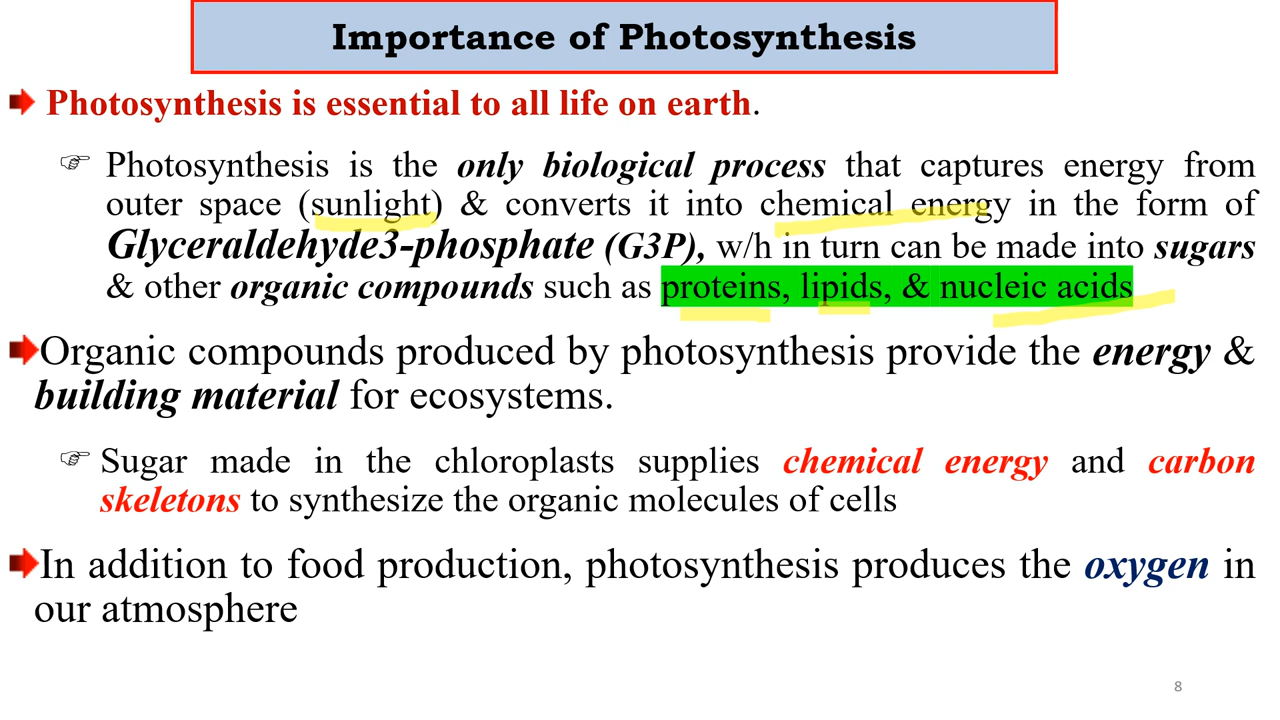 Importance of Photosynthesis
Photosynthesis is essential to all life on earth.
Photosynthesis is the only biological process that captures energy from
outer space (sunlight) & converts it into chemical energy in the form of
Glyceraldehyde3-phosphate (G3P), w/h in turn can be made into sugars
& other organic compounds such as proteins, lipids, & nucleic acids
Organic compounds produced by photosynthesis provide the energy &
building material for ecosystems.
Sugar made in the chloroplasts supplies chemical energy and carbon
skeletons to synthesize the organic molecules of cells
In addition to food production, photosynthesis produces the oxygen in
our atmosphere
8